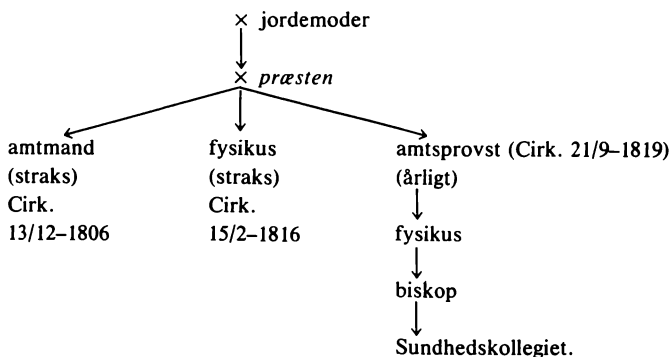 × jordemoder
× præsten
amtmand
(straks)
Cirk.
13/12–1806
fysikus
(straks)
Cirk.
15/2–1816
amtsprovst (Cirk. 21/9–1819)
(årligt)
fysikus
biskop
Sundhedskollegiet.